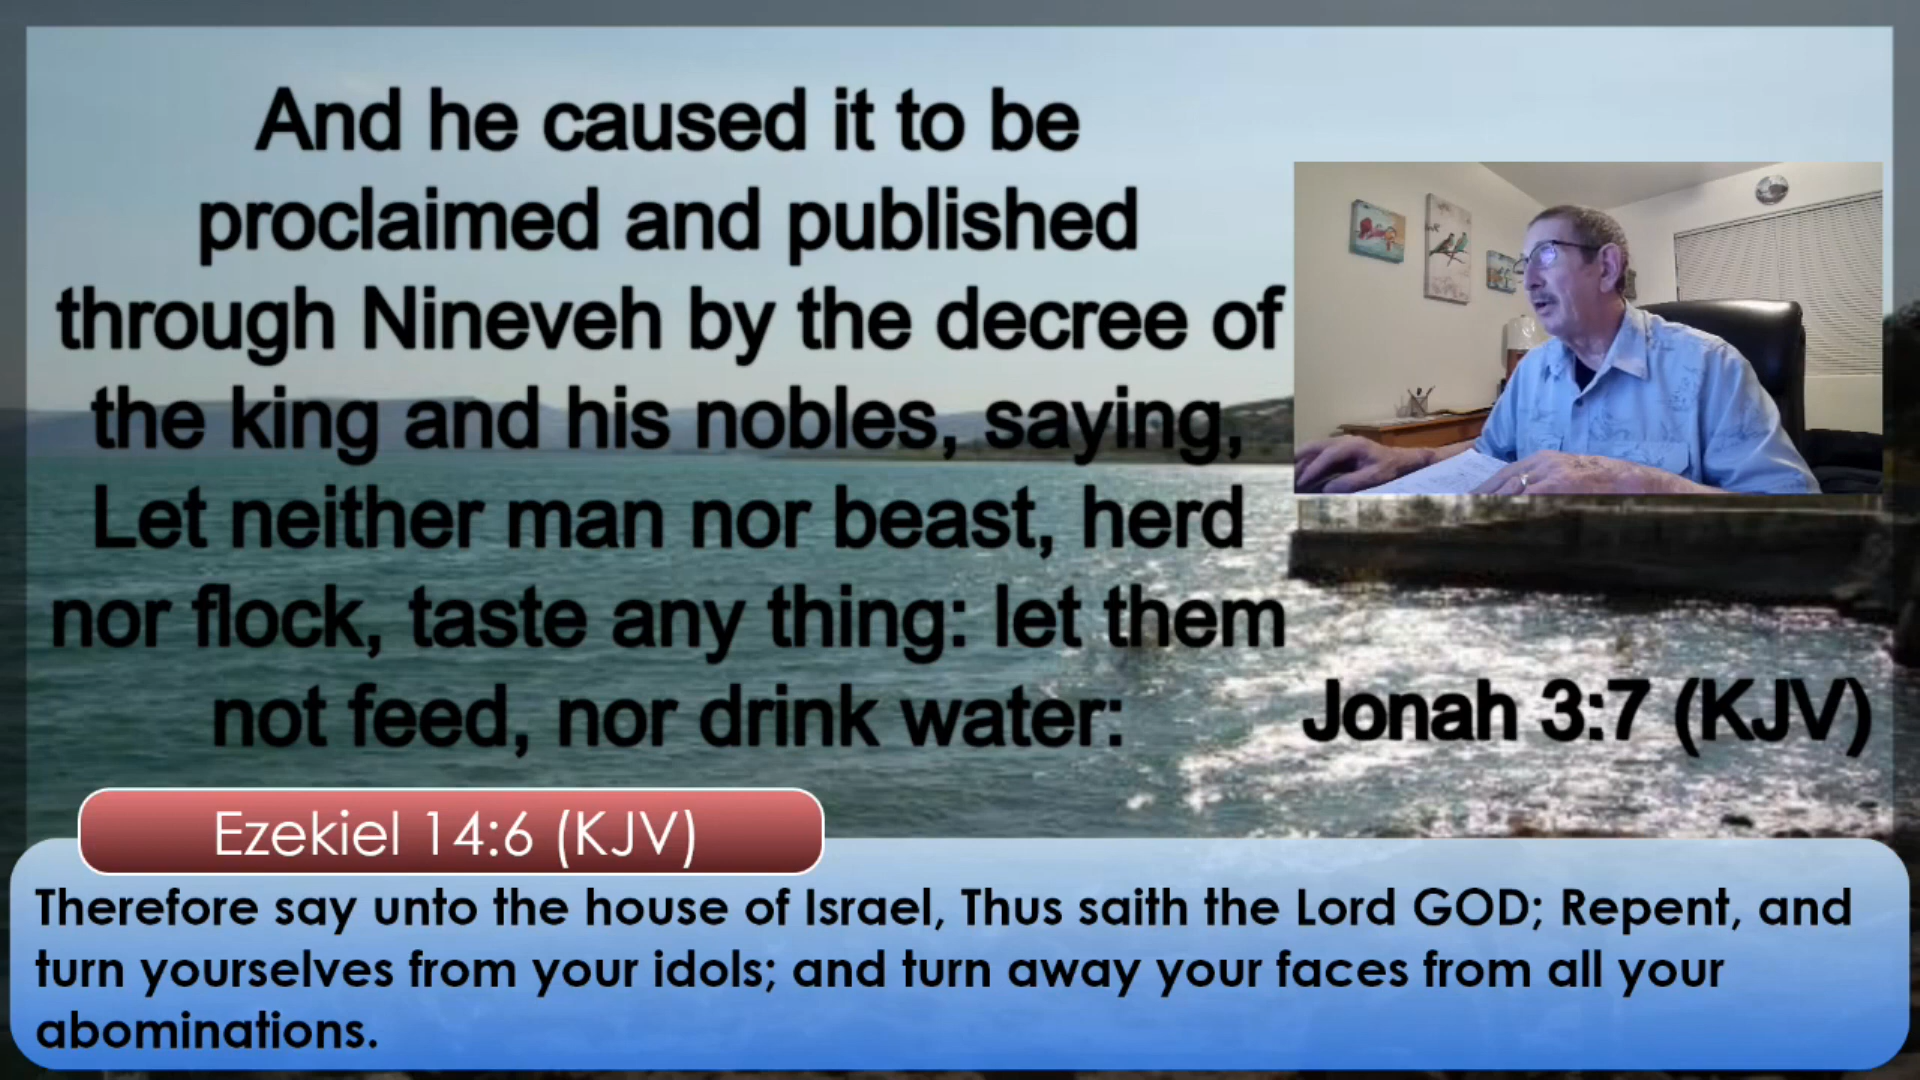 And he caused it to be
proclaimed and published
through Nineveh by the decree of
the king and his nobles, saying,
Let neither man nor beast, herd
nor flock, taste any thing: let them
not feed, nor drink water:
Jonah 3:7 (KJV)
Ezekiel 14:6 (KJV)
Therefore say unto the house of Israel, Thus saith the Lord GOD; Repent, and
turn yourselves from your idols; and turn away your faces from all your
abominations.